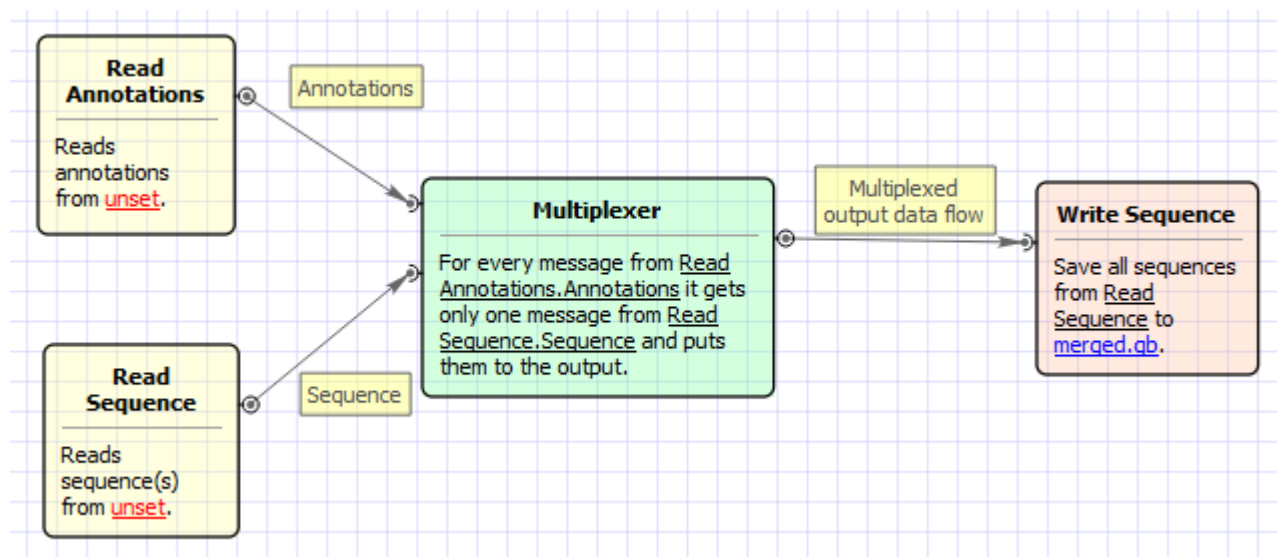 Read
Annotations
Reads
annotations
from unset.
Annotations
Read
Sequence
Reads
sequence(s)
from unset.
Sequence
Multiplexer
For every message from Read
Annotations.Annotations it gets
only one message from Read
Sequence.Sequence and puts
them to the output.
Multiplexed
output data flow
Write Sequence
Save all sequences
from Read
Sequence to
merged.gb.